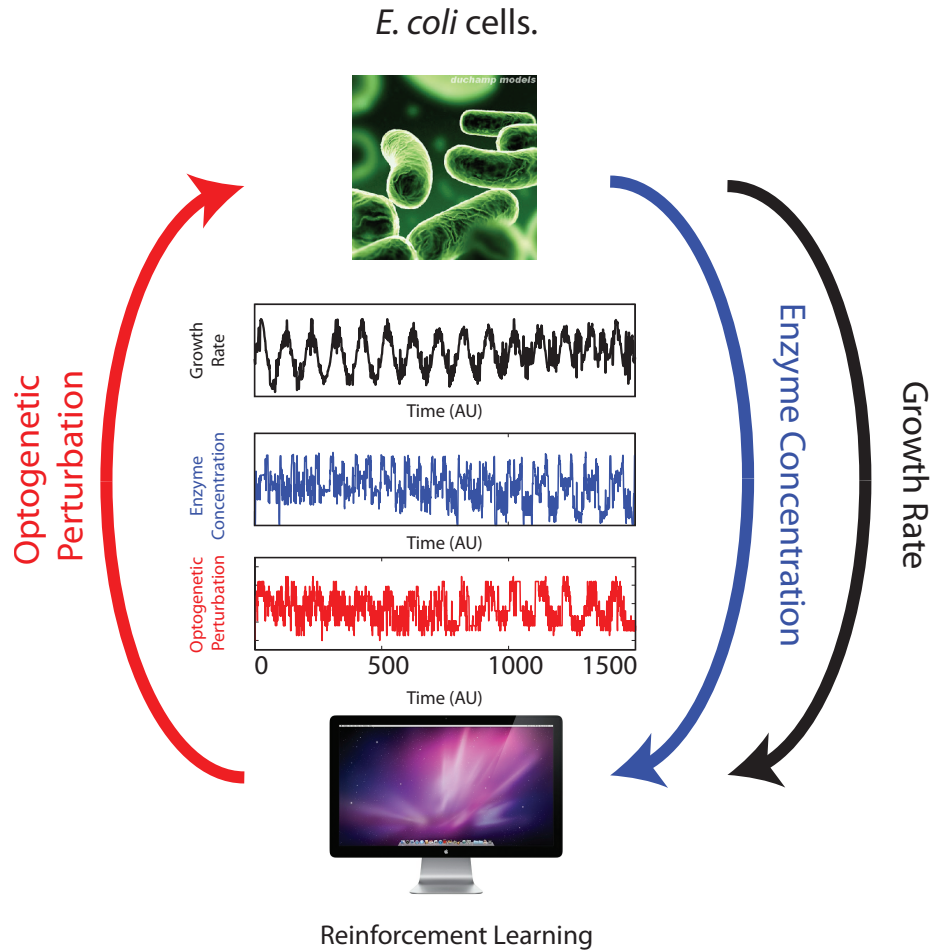 E. coli cells.
duchamp models
Growth
Rate
Time (AU)
Enzyme
Concentration
Time (AU)
Optogenetic
Perturbation
0 500 1000 1500
Time (AU)
Optogenetic
Perturbation
Enzyme Concentration
Growth Rate
Reinforcement Learning